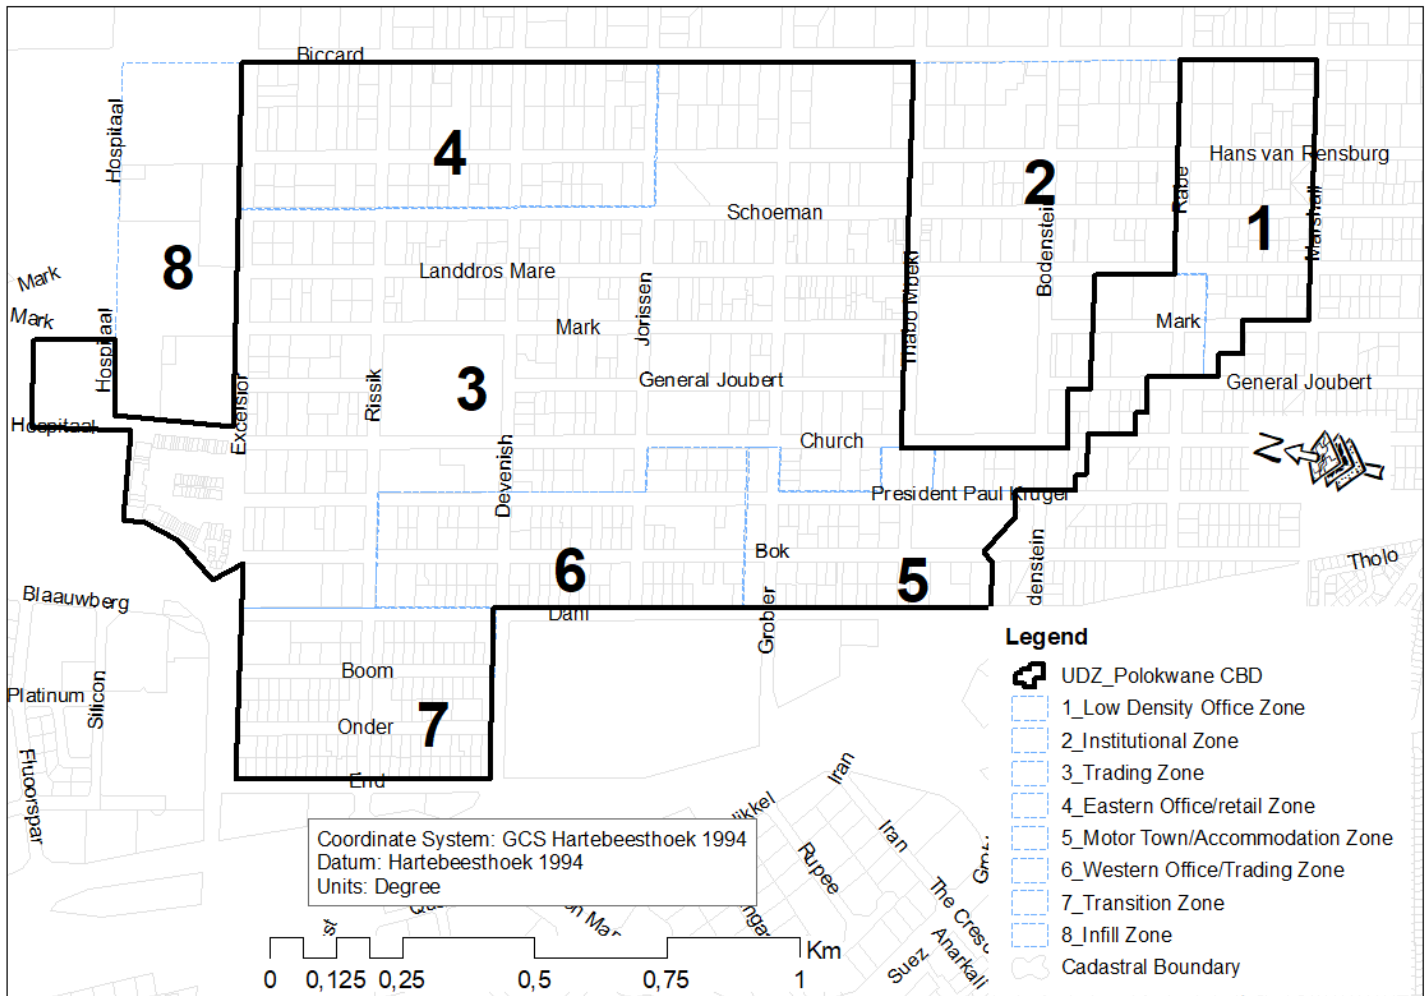 Biccard
Hospitaal
4
Hans van Rensburg
2
Rabe
Schoeman
1
Marshall
Bodenstein
8
Landdros Mare
Mark
Jorissen
Thabo Mbeki
Mark
Hospitaal
Mark
Mark
Rissik
3
General Joubert
General Joubert
Excelsior
Hospitaal
Devenish
Church
N
President Paul Kruger
6
Bok
5
denstein
Tholo
Blaauwberg
Dahl
Grobler
Boom
Platinum
Silicon
7
Onder
End
Fluorspar
Legend
UDZ_Polokwane CBD
1_Low Density Office Zone
2_Institutional Zone
3_Trading Zone
4_Eastern Office/retail Zone
5_Motor Town/Accommodation Zone
6_Western Office/Trading Zone
7_Transition Zone
8_Infill Zone
Cadastral Boundary
Iran
ikkel
Iran
Rupee
The Cresc
Anarkali
Suez
Coordinate System: GCS Hartebeesthoek 1994
Datum: Hartebeesthoek 1994
Units: Degree
st
Km
0 0,125 0,25 0,5 0,75 1